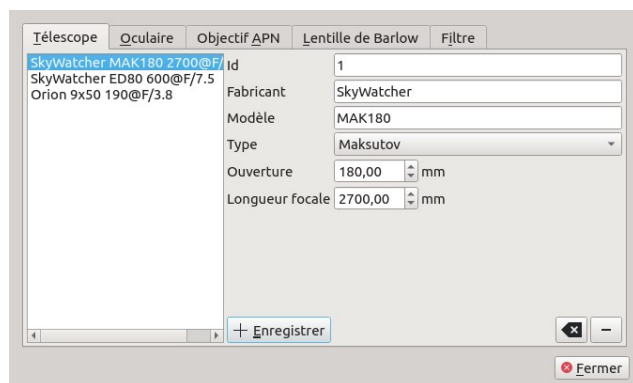 Télescope Oculaire Objectif APN Lentille de Barlow Filtre
SkyWatcher MAK180 2700@F/
SkyWatcher ED80 600@F/7.5
Orion 9x50 190@F/3.8
Id 1
Fabricant SkyWatcher
Modèle MAK180
Type Maksutov
Ouverture 180,00 mm
Longueur focale 2700,00 mm
Enregistrer
Fermer